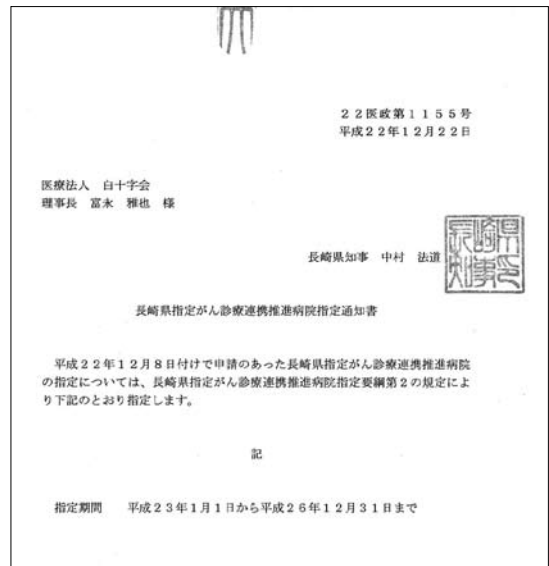 22医政第1155号
平成22年12月22日
医療法人 白十字会
理事長 富永 雅也 様
長崎県知事 中村 法道
長崎県指定がん診療連携推進病院指定通知書
平成22年12月8日付けで申請のあった長崎県指定がん診療連携推進病院
の指定については、長崎県指定がん診療連携推進病院指定要綱第2の規定によ
り下記のとおり指定します。
記
指定期間 平成23年1月1日から平成26年12月31日まで